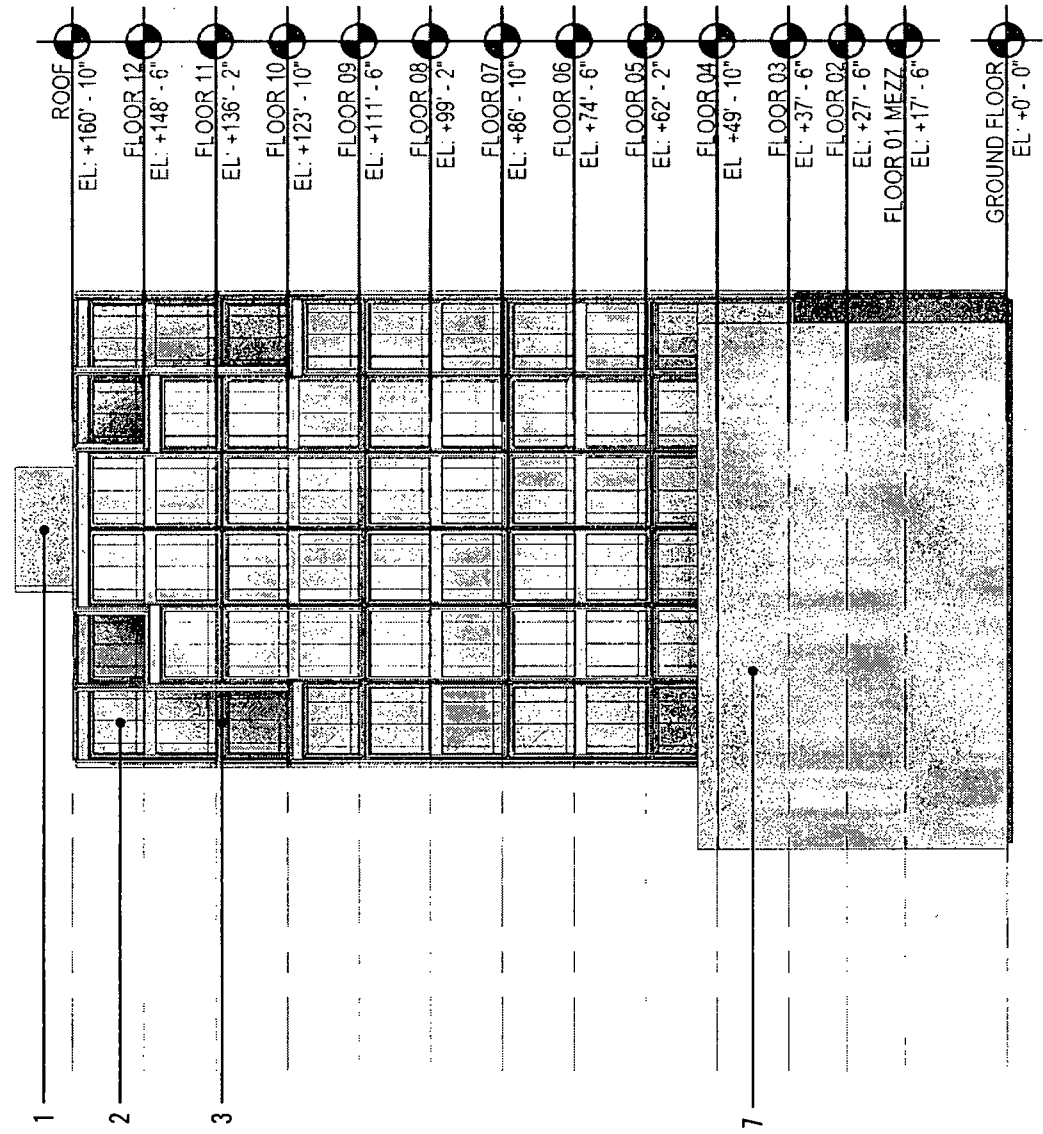 ROOF
EL: +160' - 10"
FLOOR 12
EL: +148' - 6"
FLOOR 11
EL: +136' - 2"
FLOOR 10
EL: +123' - 10"
FLOOR 09
EL: +111' - 6"
FLOOR 08
EL: +99' - 2"
FLOOR 07
EL: +86' - 10"
FLOOR 06
EL: +74' - 6"
FLOOR 05
EL: +62' - 2"
FLOOR 04
EL +49' - 10"
FLOOR 03
EL: +37' - 6"
FLOOR 02
EL: +27' - 6"
FLOOR 01 MEZZ
EL: +17' - 6"
GROUND FLOOR
EL: +0' - 0"
1
2
3
7